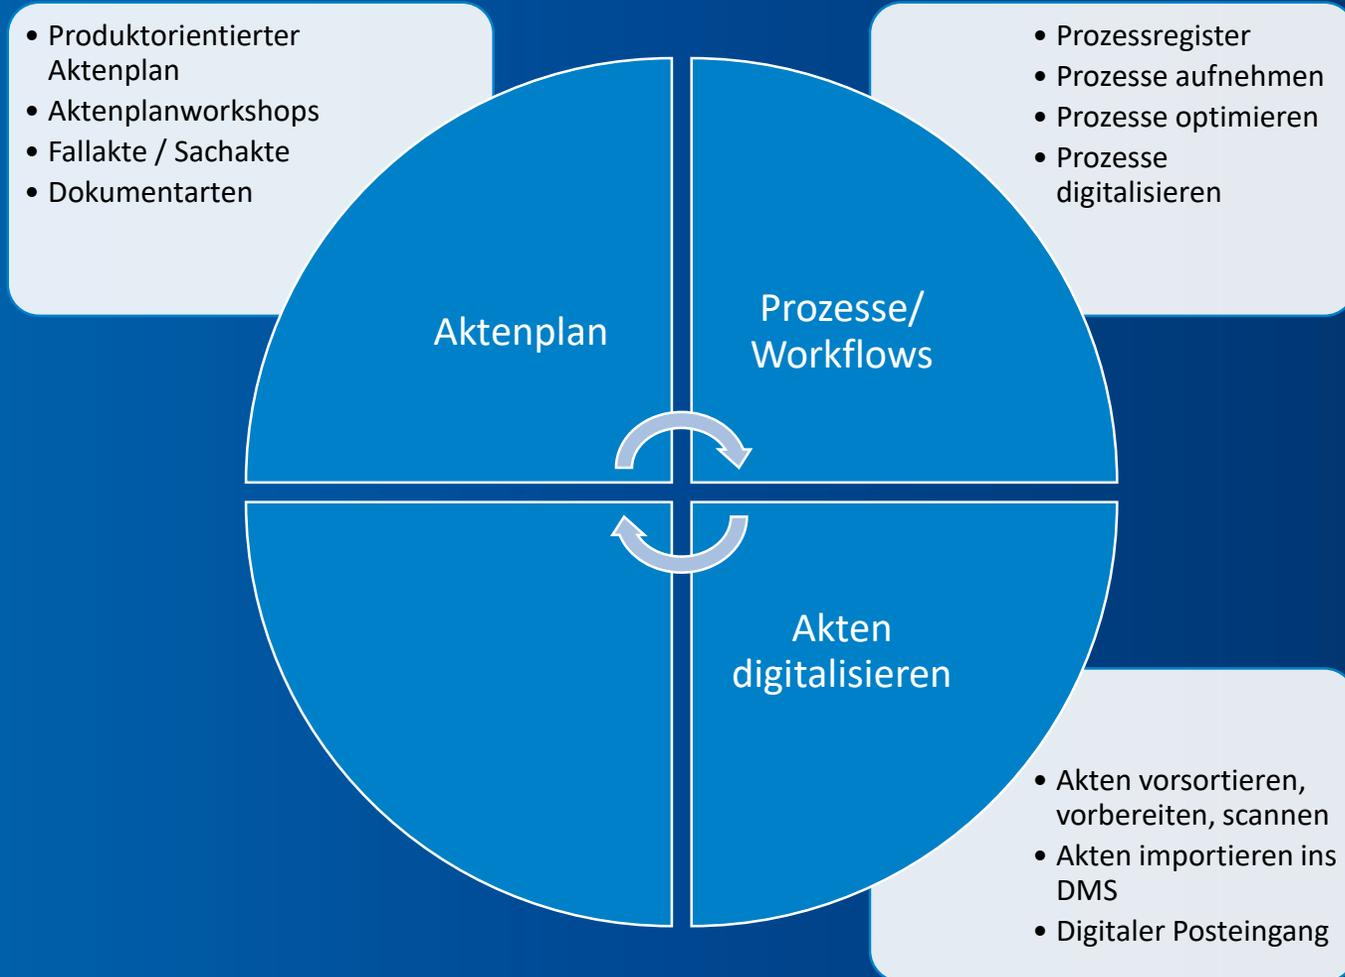 • Produktorientierter
Aktenplan
• Aktenplanworkshops
• Fallakte / Sachakte
• Dokumentarten
• Prozessregister
• Prozesse aufnehmen
• Prozesse optimieren
• Prozesse
digitalisieren
Aktenplan
Prozesse/
Workflows
Akten
digitalisieren
• Akten vorsortieren,
vorbereiten, scannen
• Akten importieren ins
DMS
• Digitaler Posteingang